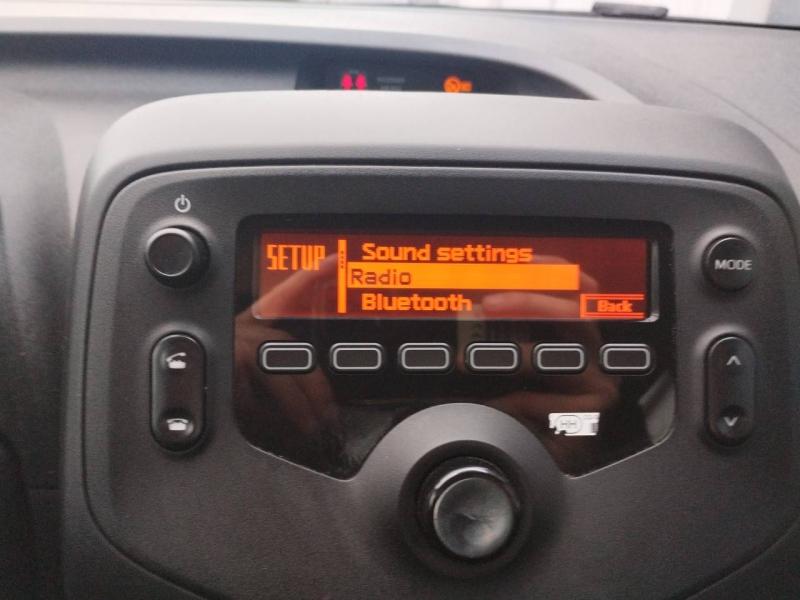 SETUP
Sound settings
Radio
Bluetooth
Back
MODE